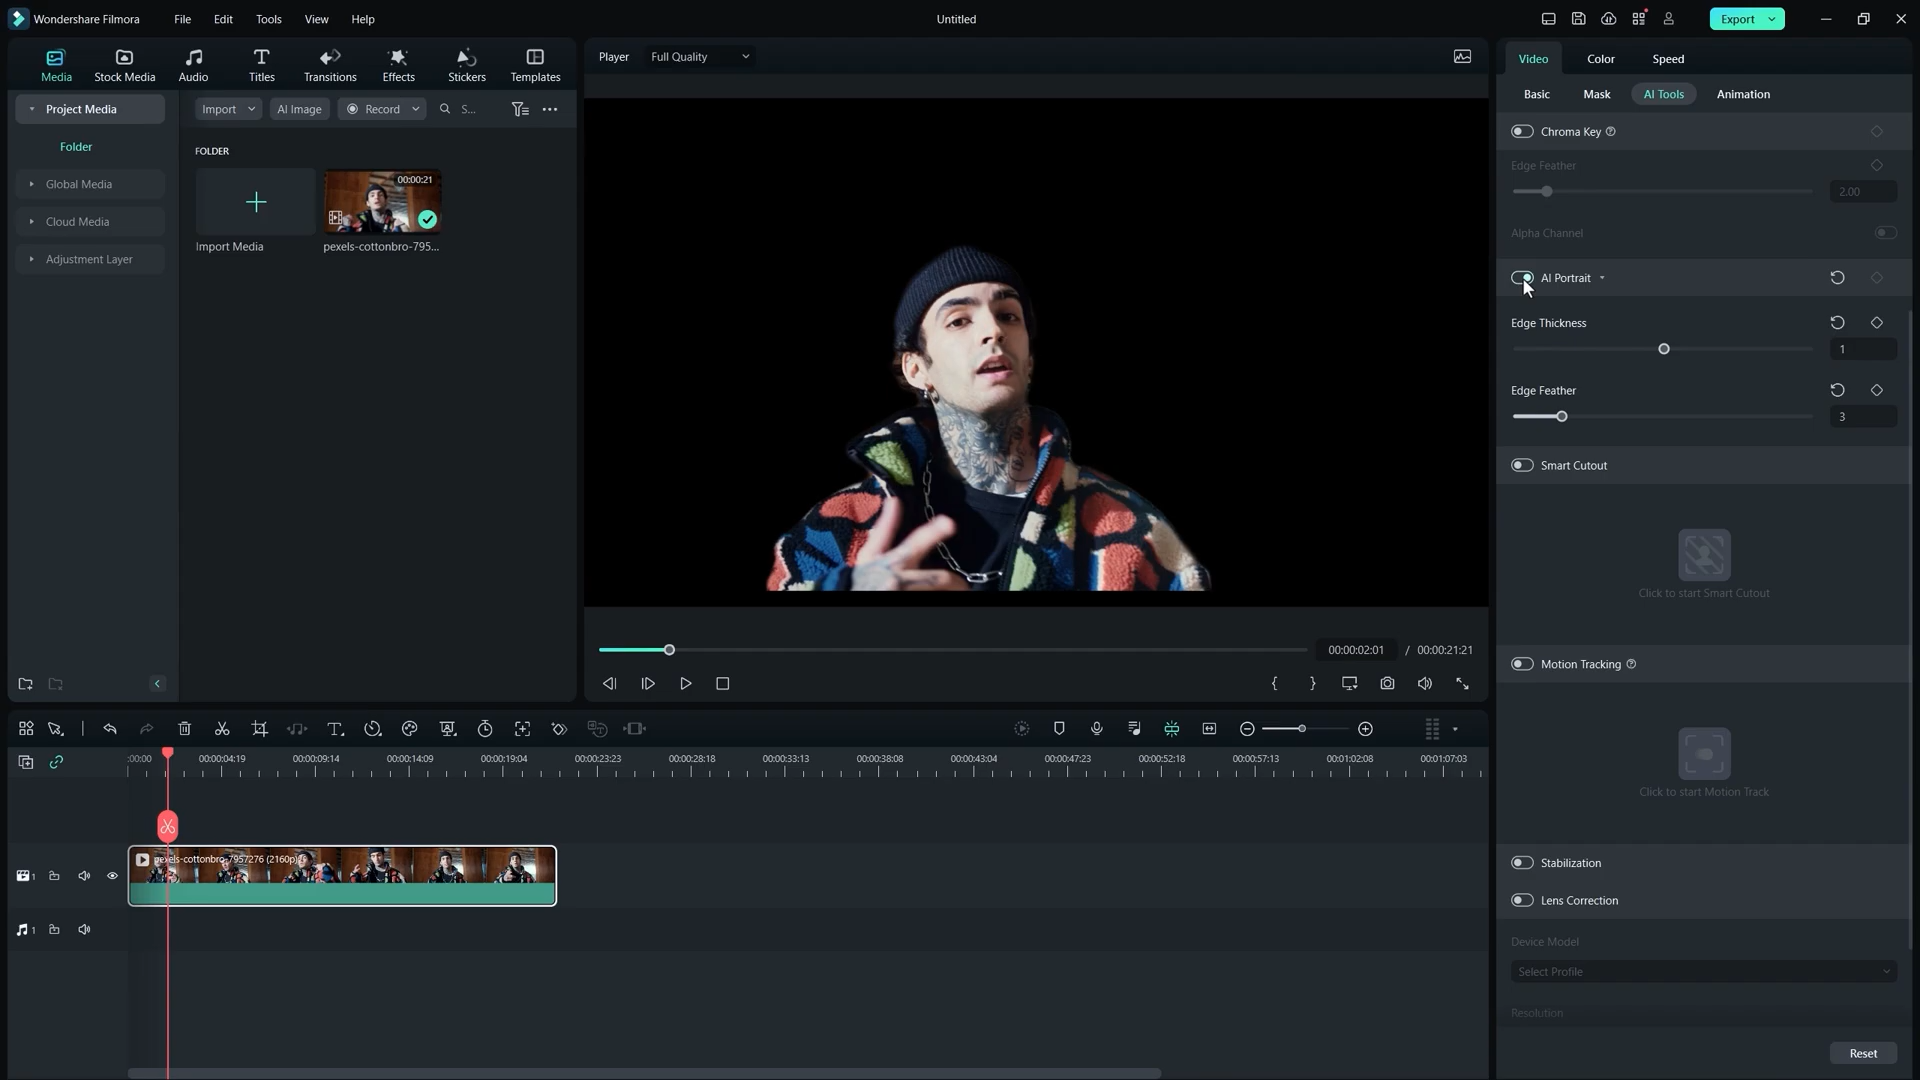 Wondershare Filmora File Edit Tools View Help Untitled Export
Media Stock Media Audio Titles Transitions Effects Stickers Templates
Project Media
Folder
Global Media
Cloud Media
Adjustment Layer
Import AI Image Record S...
FOLDER
00:00:21
Import Media pexels-cottonbro-795...
Player Full Quality
00:00:02:01 / 00:00:21:21
Video Color Speed
Basic Mask AI Tools Animation
Chroma Key
Edge Feather
2.00
Alpha Channel
AI Portrait
Edge Thickness
1
Edge Feather
3
Smart Cutout
Click to start Smart Cutout
Motion Tracking
Click to start Motion Track
Stabilization
Lens Correction
Device Model
Select Profile
Resolution
Reset
:00:00 00:00:04:19 00:00:09:14 00:00:14:09 00:00:19:04 00:00:23:23 00:00:28:18 00:00:33:13 00:00:38:08 00:00:43:04 00:00:47:23 00:00:52:18 00:00:57:13 00:01:02:08 00:01:07:03
pexels-cottonbro-7957276 (2160p)
1
1